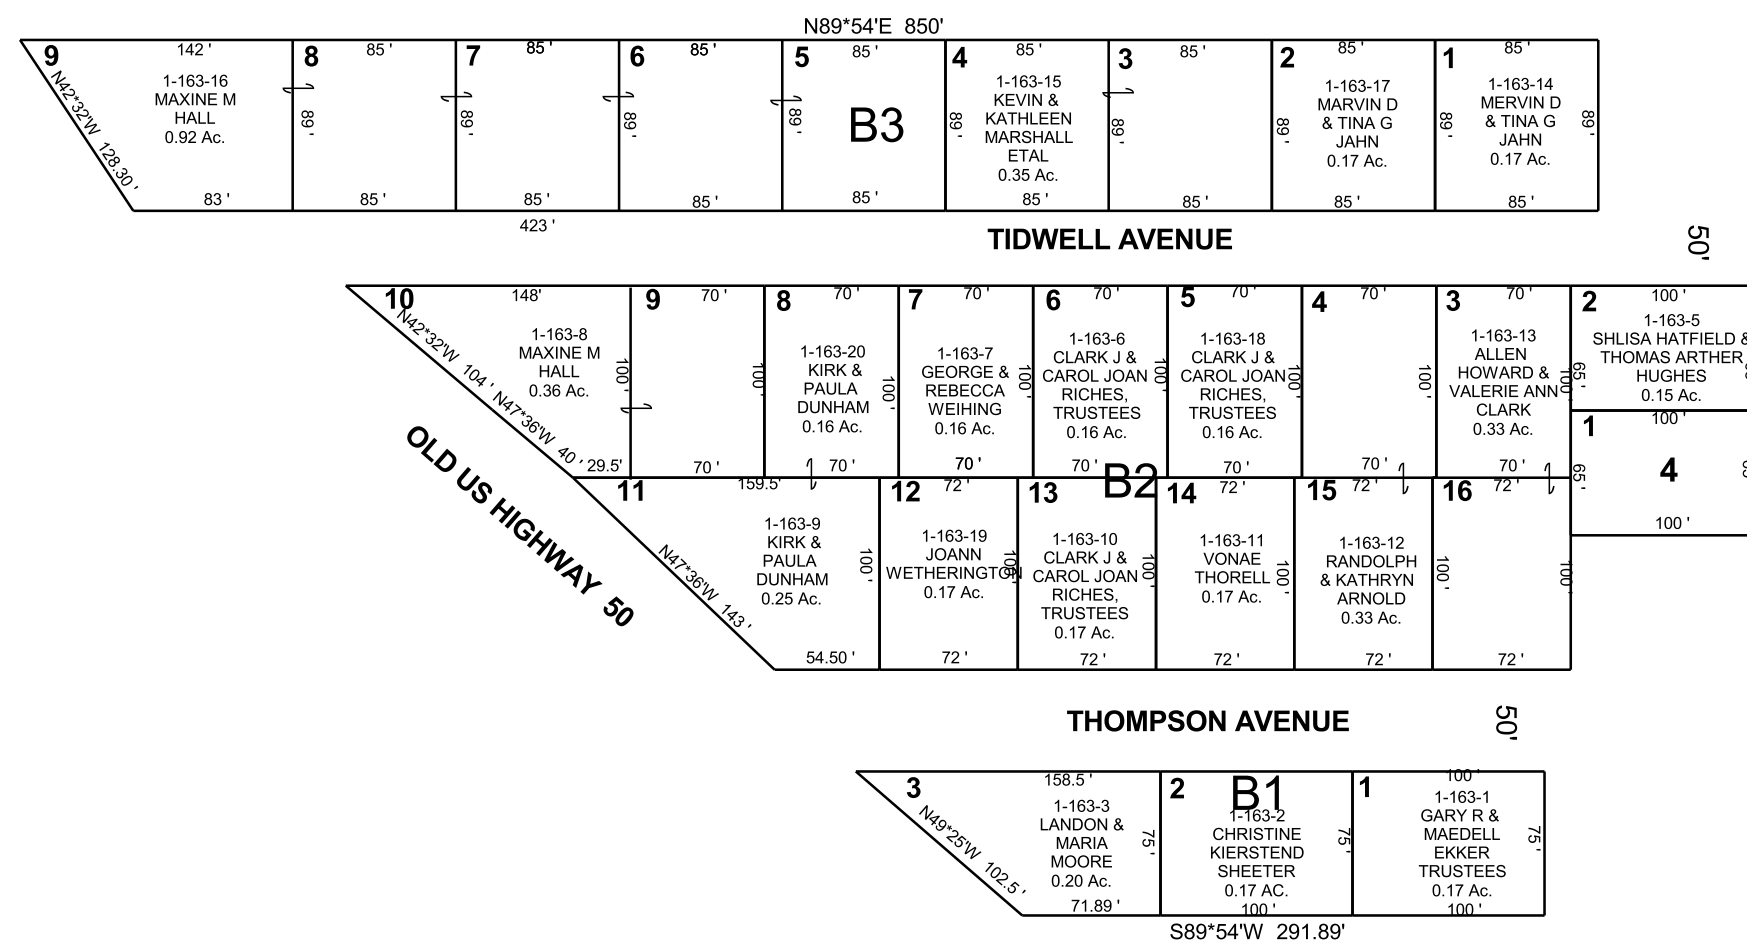 N89*54'E 850'
9
142 '
8
85 '
7
85'
6
85'
5
85 '
4
85 '
3
85 '
2
85'
1
85 '
N42*32'W 128.30 '
1-163-16
MAXINE M
HALL
0.92 Ac.
89'
89'
89'
89'
B3
1-163-15
KEVIN &
KATHLEEN
MARSHALL
ETAL
0.35 Ac.
89'
89'
1-163-17
MARVIN D
& TINA G
JAHN
0.17 Ac.
89'
1-163-14
MERVIN D
& TINA G
JAHN
0.17 Ac.
89'
89'
83 '
85 '
85 '
85 '
85 '
85 '
85 '
85 '
85 '
423 '
TIDWELL AVENUE
50'
10
148'
9
70 '
8
70'
7
70 '
6
70'
5
70'
4
70'
3
70'
2
100 '
N42*32'W 104 '
N47*36'W 40 '
1-163-8
MAXINE M
HALL
0.36 Ac.
100'
100'
1-163-20
KIRK &
PAULA
DUNHAM
0.16 Ac.
100'
1-163-7
GEORGE &
REBECCA
WEIHING
0.16 Ac.
100'
1-163-6
CLARK J &
CAROL JOAN
RICHES,
TRUSTEES
0.16 Ac.
100'
1-163-18
CLARK J &
CAROL JOAN
RICHES,
TRUSTEES
0.16 Ac.
100'
100'
1-163-13
ALLEN
HOWARD &
VALERIE ANN
CLARK
0.33 Ac.
100'
65'
1-163-5
SHLISA HATFIELD &
THOMAS ARTHER
HUGHES
0.15 Ac.
29.5'
70 '
70 '
70 '
70 '
70 '
70 '
70 '
1
100'
65'
4
100 '
OLD US HIGHWAY 50
B2
11
159.5'
12
72'
13
14
72'
15
72'
16
72'
N47*36'W 143 '
1-163-9
KIRK &
PAULA
DUNHAM
0.25 Ac.
100'
1-163-19
JOANN
WETHERINGTON
0.17 Ac.
100'
1-163-10
CLARK J &
CAROL JOAN
RICHES,
TRUSTEES
0.17 Ac.
100'
1-163-11
VONAE
THORELL
0.17 Ac.
100'
1-163-12
RANDOLPH
& KATHRYN
ARNOLD
0.33 Ac.
100'
100'
54.50 '
72 '
72 '
72 '
72 '
72 '
THOMPSON AVENUE
50'
3
158.5 '
2
B1
1
100'
N49*25'W 102.5 '
1-163-3
LANDON &
MARIA
MOORE
0.20 Ac.
75'
1-163-2
CHRISTINE
KIERSTEND
SHEETER
0.17 AC.
75'
1-163-1
GARY R &
MAEDELL
EKKER
TRUSTEES
0.17 Ac.
75'
71.89 '
100'
100 '
S89*54'W 291.89'